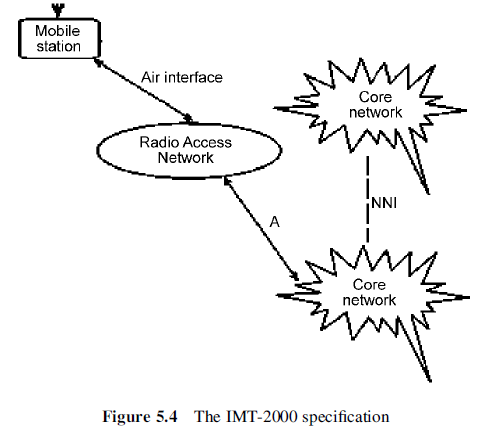 Mobile
station
Air interface
Core
network
Radio Access
Network
NNI
A
Core
network
Figure 5.4 The IMT-2000 specification